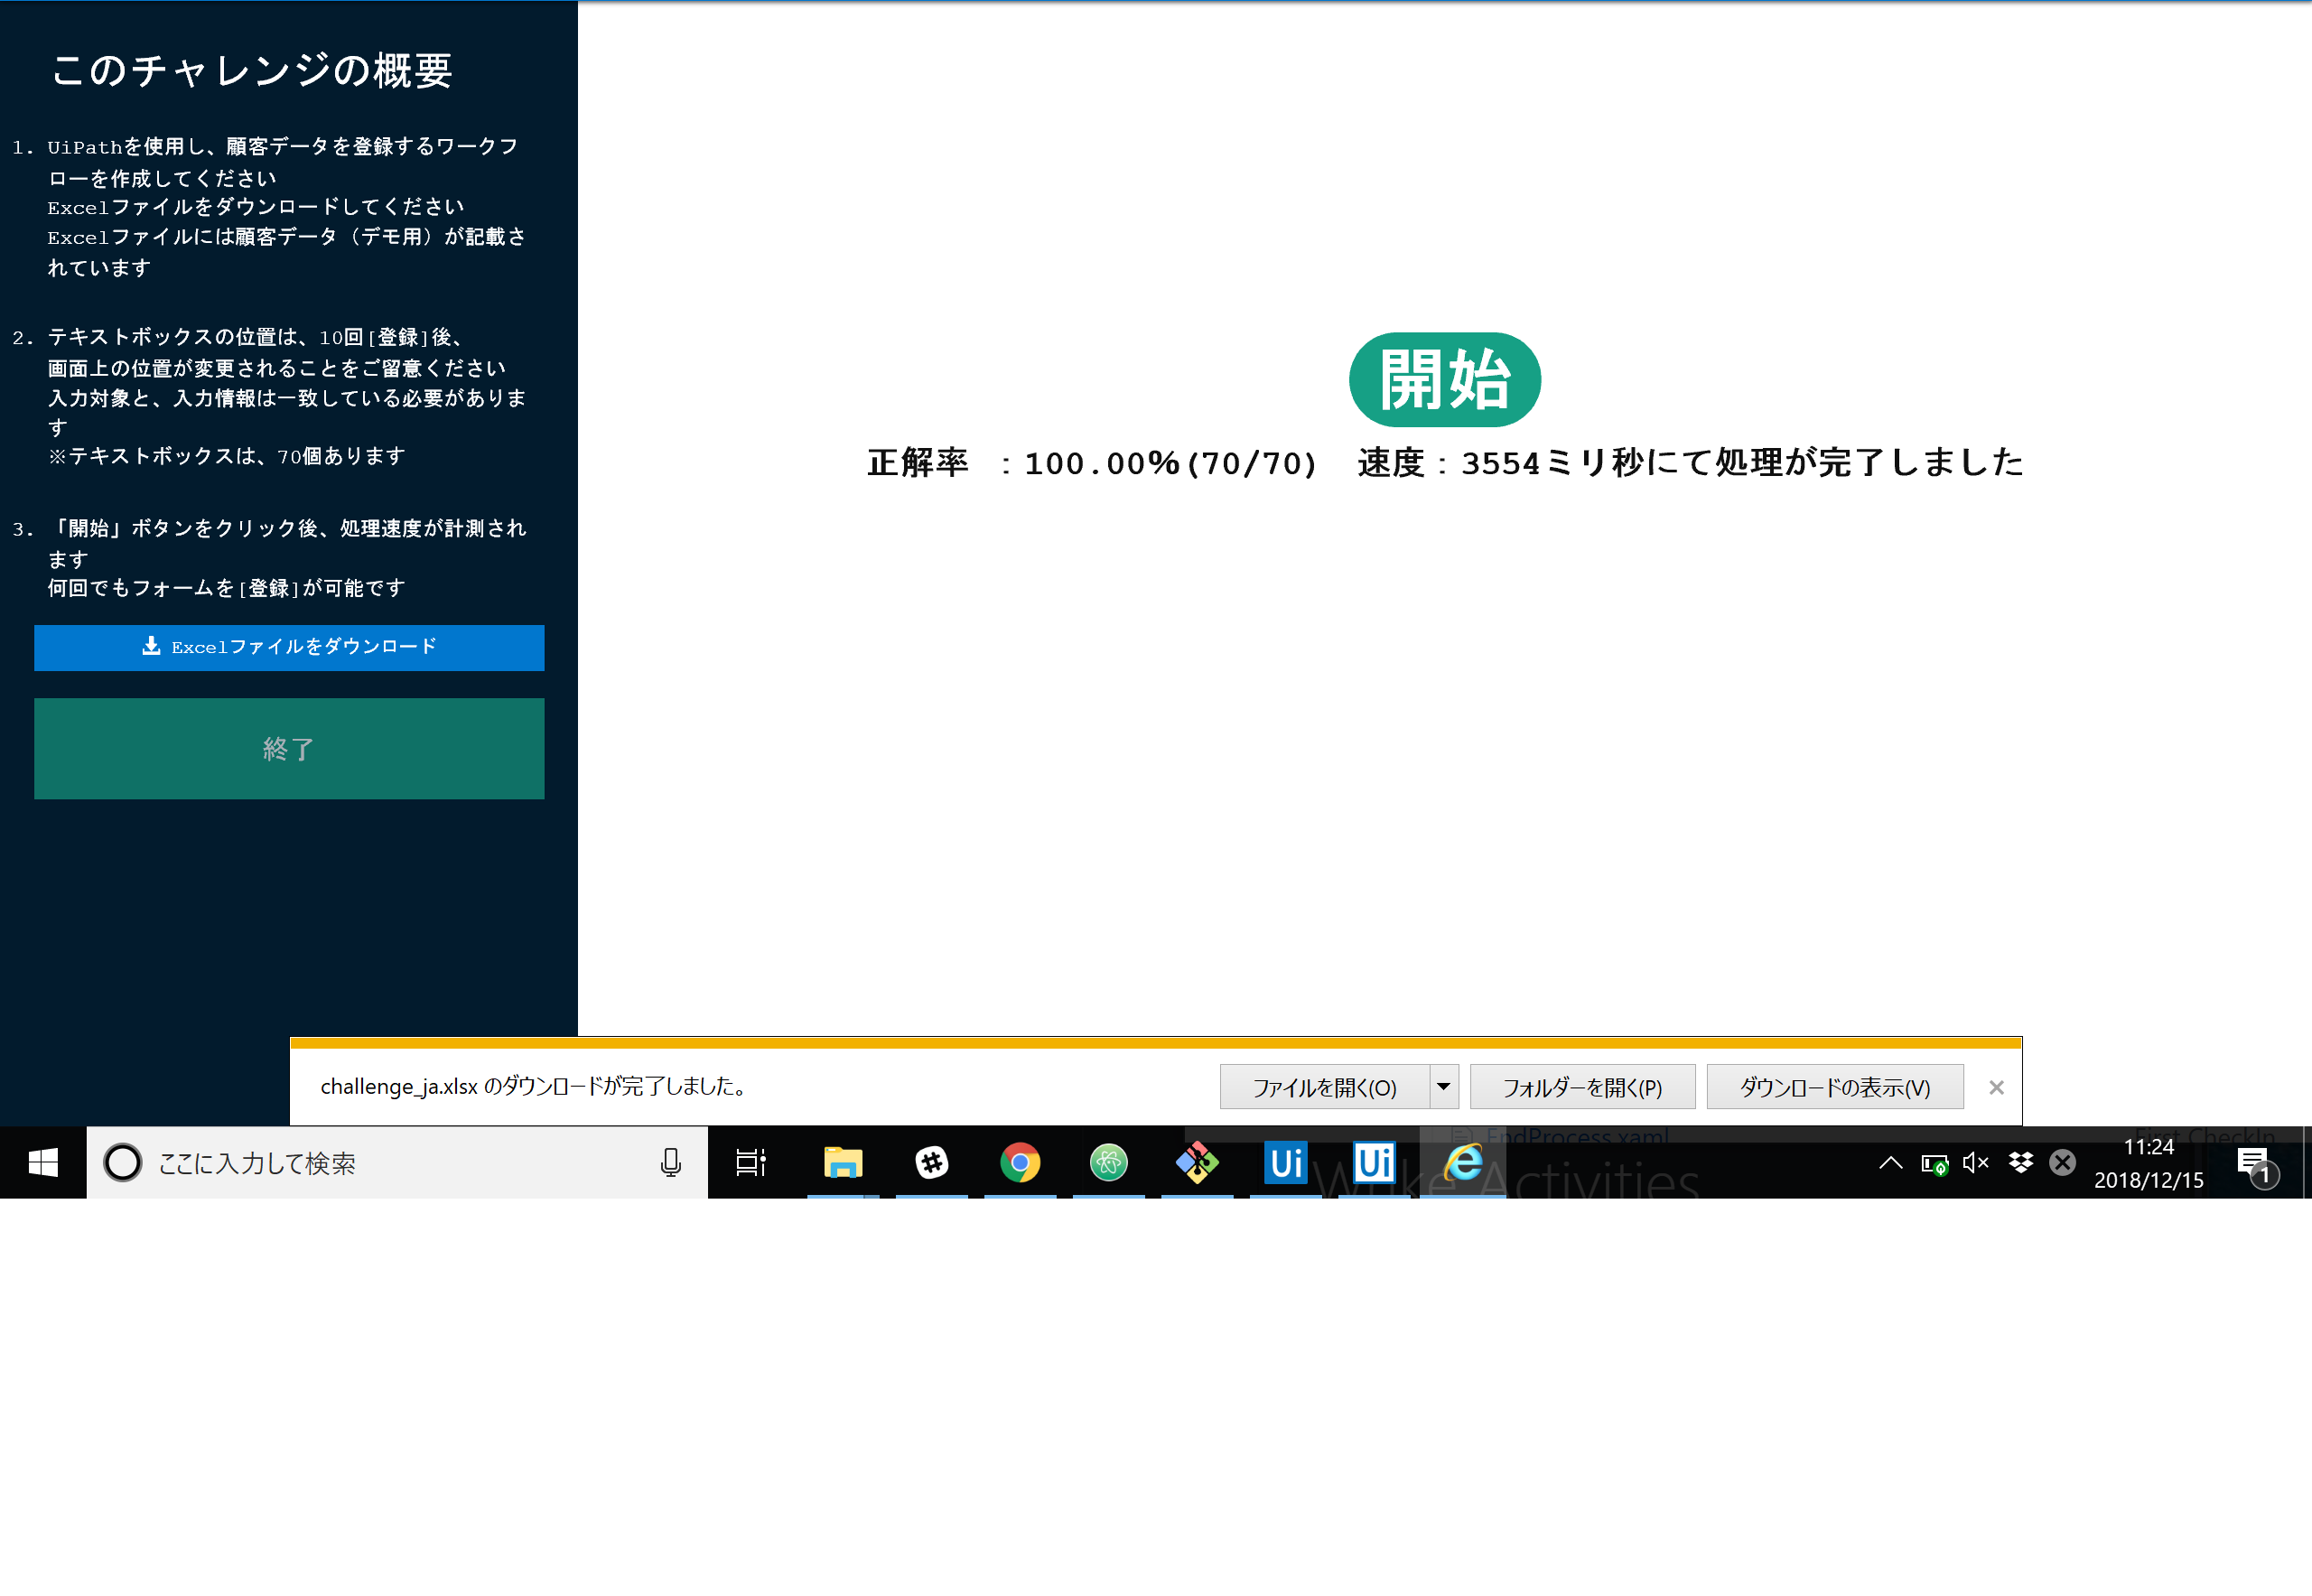 このチャレンジの概要
1. UiPathを使用し、顧客データを登録するワークフ
ローを作成してください
Excelファイルをダウンロードしてください
Excelファイルには顧客データ（デモ用）が記載さ
れています
2. テキストボックスの位置は、10回[登録]後、
画面上の位置が変更されることをご留意ください
入力対象と、入力情報は一致している必要がありま
す
※テキストボックスは、70個あります
3. 「開始」ボタンをクリック後、処理速度が計測され
ます
何回でもフォームを[登録]が可能です
Excelファイルをダウンロード
終了
開始
正解率 ：100.00%(70/70) 速度：3554ミリ秒にて処理が完了しました
challenge_ja.xlsx のダウンロードが完了しました。
ファイルを開く(O)
フォルダーを開く(P)
ダウンロードの表示(V)
EndProcess.xaml
First CheckIn
ここに入力して検索
Ui
Ui
Activities
11:24
2018/12/15
1